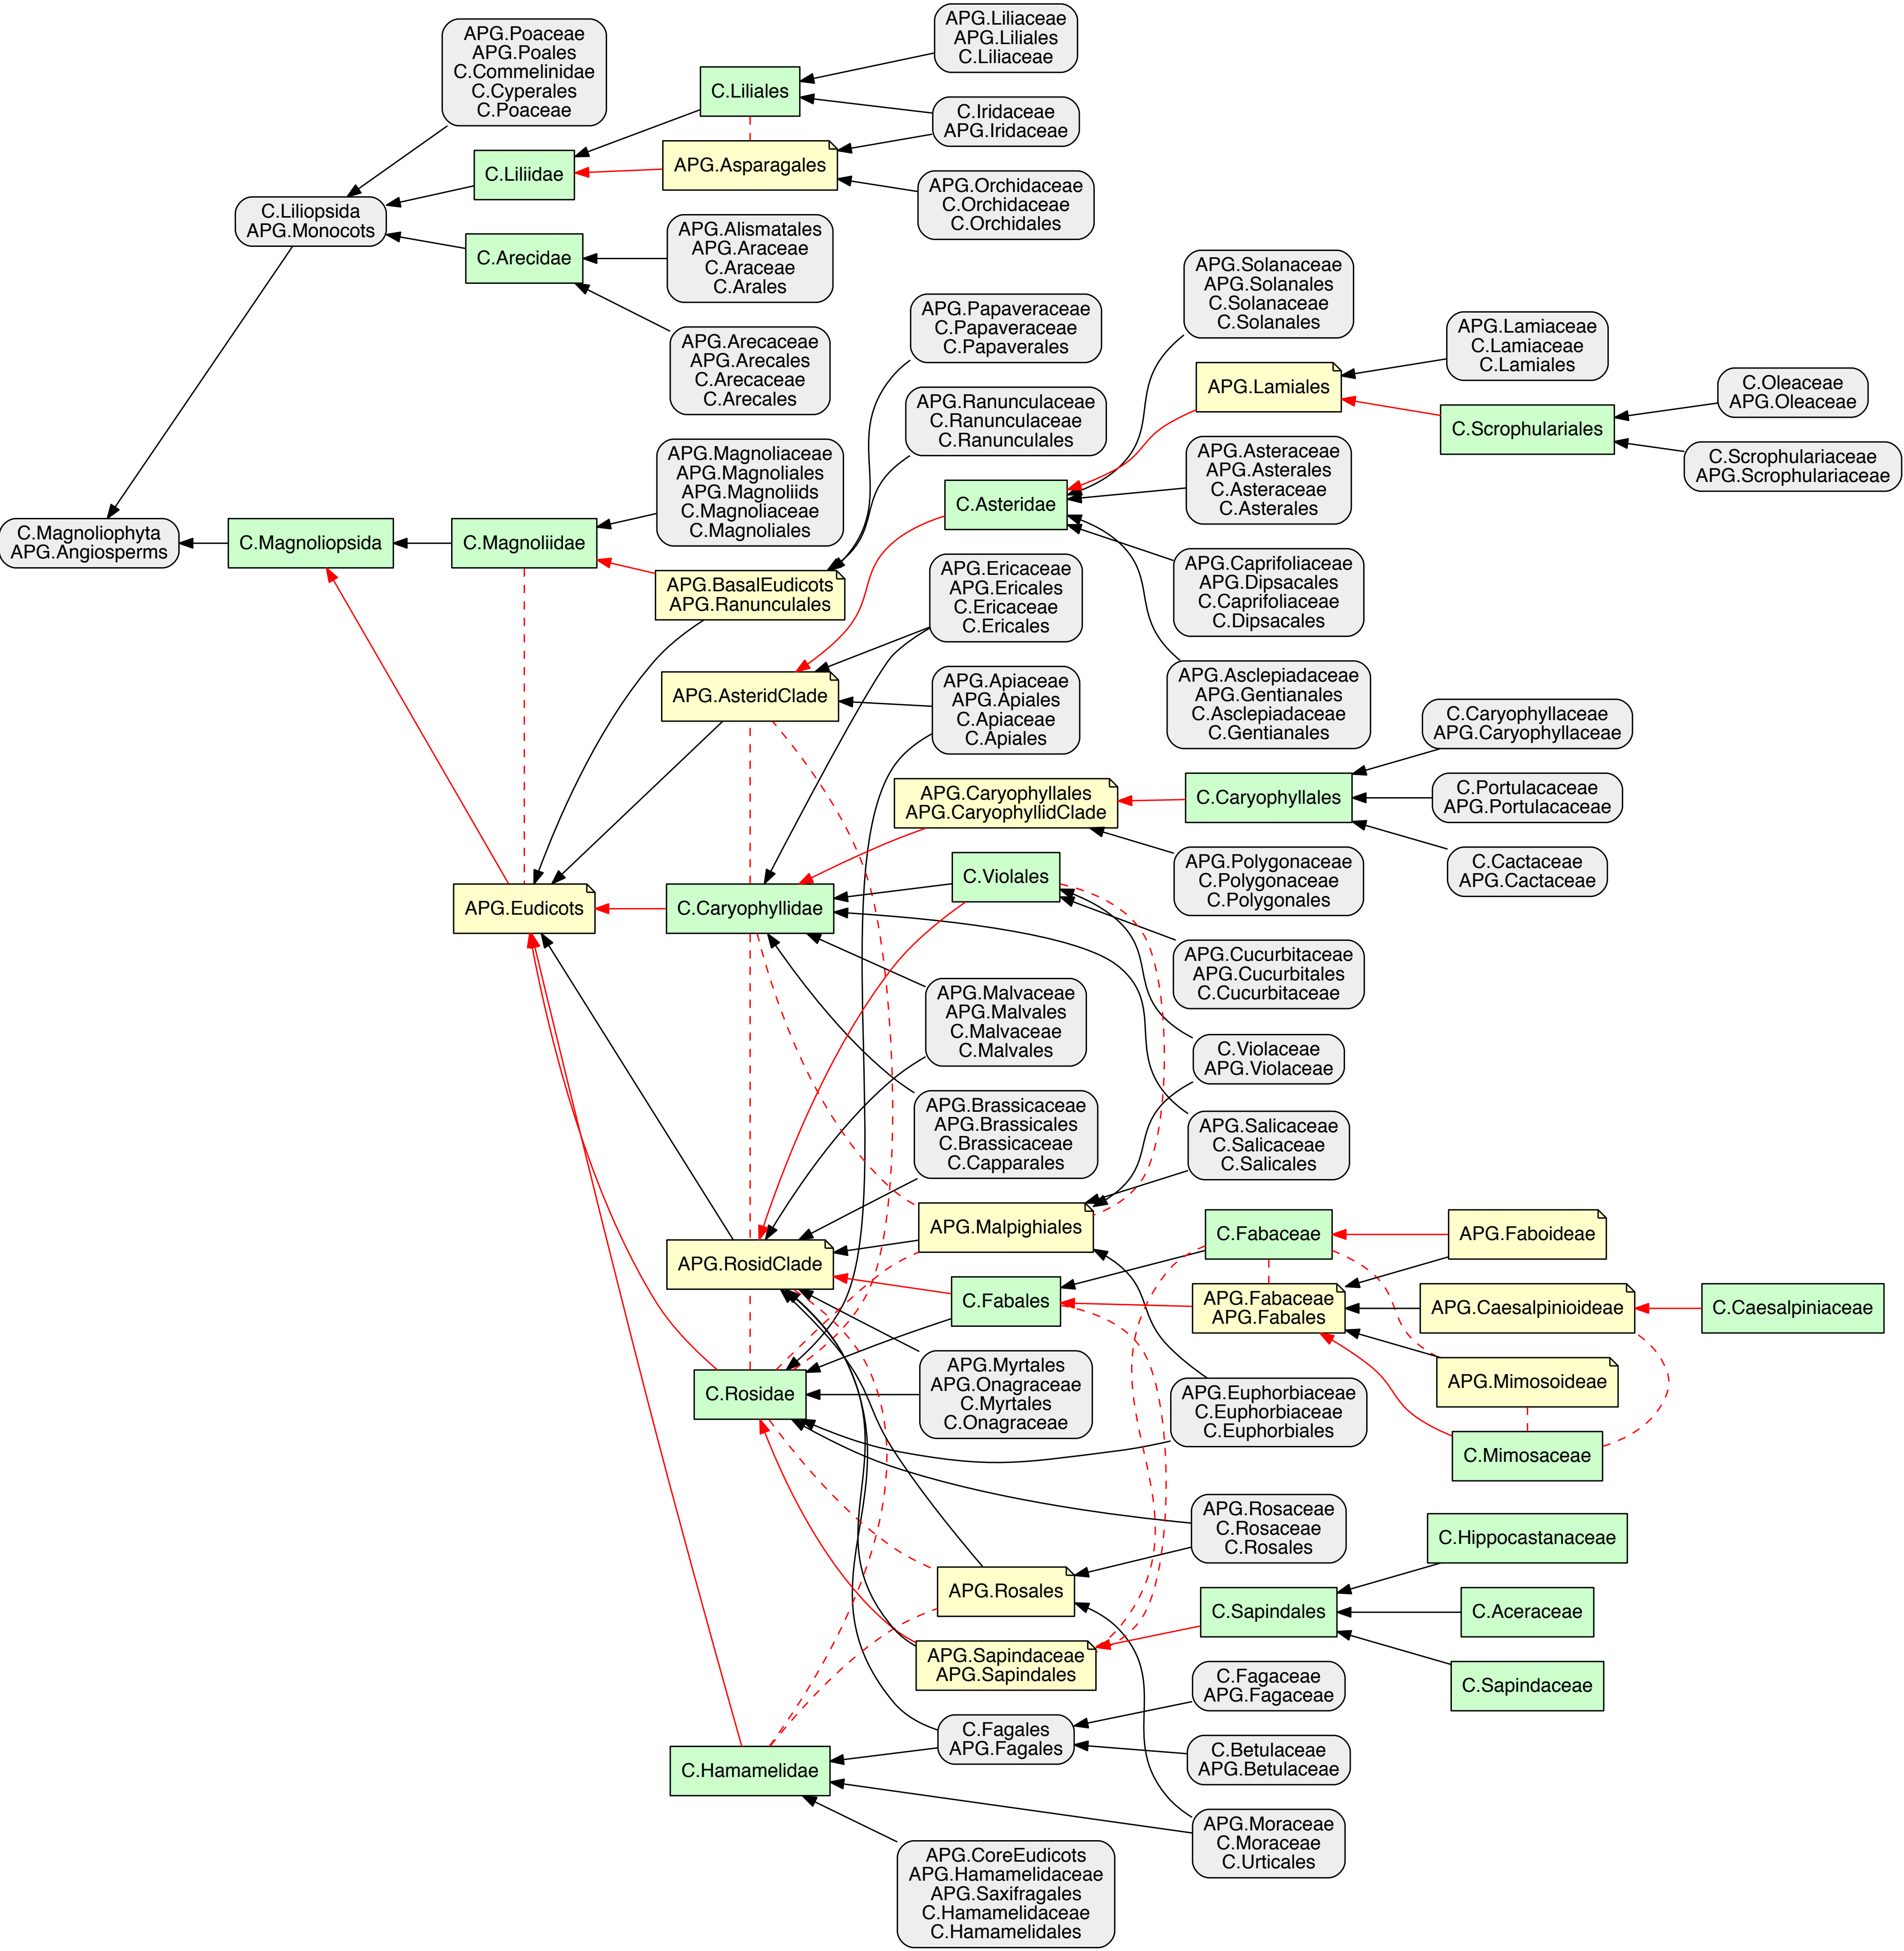 APG.Poaceae
APG.Poales
C.Commelinidae
C.Cyperales
C.Poaceae
APG.Liliaceae
APG.Liliales
C.Liliaceae
C.Liliales
C.Iridaceae
APG.Iridaceae
APG.Asparagales
C.Liliidae
APG.Orchidaceae
C.Orchidaceae
C.Orchidales
C.Liliopsida
APG.Monocots
C.Arecidae
APG.Alismatales
APG.Araceae
C.Araceae
C.Arales
APG.Arecaceae
APG.Arecales
C.Arecaceae
C.Arecales
APG.Papaveraceae
C.Papaveraceae
C.Papaverales
APG.Solanaceae
APG.Solanales
C.Solanaceae
C.Solanales
APG.Lamiaceae
C.Lamiaceae
C.Lamiales
APG.Lamiales
C.Oleaceae
APG.Oleaceae
C.Scrophulariales
C.Scrophulariaceae
APG.Scrophulariaceae
APG.Ranunculaceae
C.Ranunculaceae
C.Ranunculales
APG.Magnoliaceae
APG.Magnoliales
APG.Magnoliids
C.Magnoliaceae
C.Magnoliales
APG.Asteraceae
APG.Asterales
C.Asteraceae
C.Asterales
C.Asteridae
C.Magnoliophyta
APG.Angiosperms
C.Magnoliopsida
C.Magnoliidae
APG.BasalEudicots
APG.Ranunculales
APG.Ericaceae
APG.Ericales
C.Ericaceae
C.Ericales
APG.Caprifoliaceae
APG.Dipsacales
C.Caprifoliaceae
C.Dipsacales
APG.AsteridClade
APG.Apiaceae
APG.Apiales
C.Apiaceae
C.Apiales
APG.Asclepiadaceae
APG.Gentianales
C.Asclepiadaceae
C.Gentianales
C.Caryophyllaceae
APG.Caryophyllaceae
APG.Caryophyllales
APG.CaryophyllidClade
C.Caryophyllales
C.Portulacaceae
APG.Portulacaceae
C.Cactaceae
APG.Cactaceae
APG.Polygonaceae
C.Polygonaceae
C.Polygonales
C.Violales
APG.Eudicots
C.Caryophyllidae
APG.Cucurbitaceae
APG.Cucurbitales
C.Cucurbitaceae
APG.Malvaceae
APG.Malvales
C.Malvaceae
C.Malvales
C.Violaceae
APG.Violaceae
APG.Brassicaceae
APG.Brassicales
C.Brassicaceae
C.Capparales
APG.Salicaceae
C.Salicaceae
C.Salicales
APG.Malpighiales
APG.RosidClade
C.Fabaceae
APG.Faboideae
C.Fabales
APG.Fabaceae
APG.Fabales
APG.Caesalpinioideae
C.Caesalpiniaceae
C.Rosidae
APG.Myrtales
APG.Onagraceae
C.Myrtales
C.Onagraceae
APG.Euphorbiaceae
C.Euphorbiaceae
C.Euphorbiales
APG.Mimosoideae
C.Mimosaceae
APG.Rosaceae
C.Rosaceae
C.Rosales
C.Hippocastanaceae
APG.Rosales
C.Sapindales
C.Aceraceae
APG.Sapindaceae
APG.Sapindales
C.Sapindaceae
C.Fagaceae
APG.Fagaceae
C.Fagales
APG.Fagales
C.Betulaceae
APG.Betulaceae
C.Hamamelidae
APG.Moraceae
C.Moraceae
C.Urticales
APG.CoreEudicots
APG.Hamamelidaceae
APG.Saxifragales
C.Hamamelidaceae
C.Hamamelidales